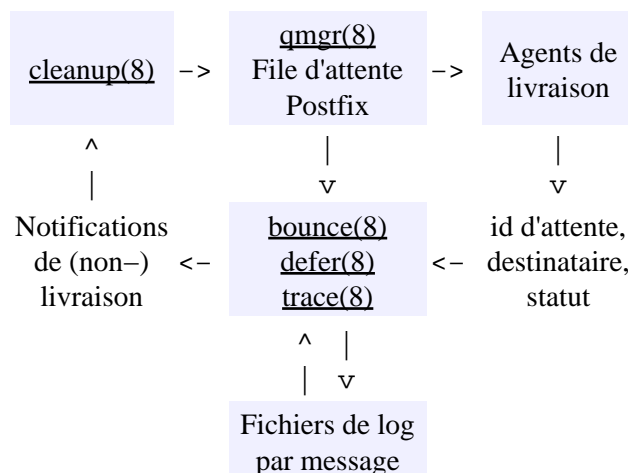 cleanup(8) –> qmgr(8) File d'attente Postfix –> Agents de livraison
^ | |
| v v
Notifications de (non–) livraison <– bounce(8) defer(8) trace(8) <– id d'attente, destinataire, statut
^ |
| v
Fichiers de log
par message